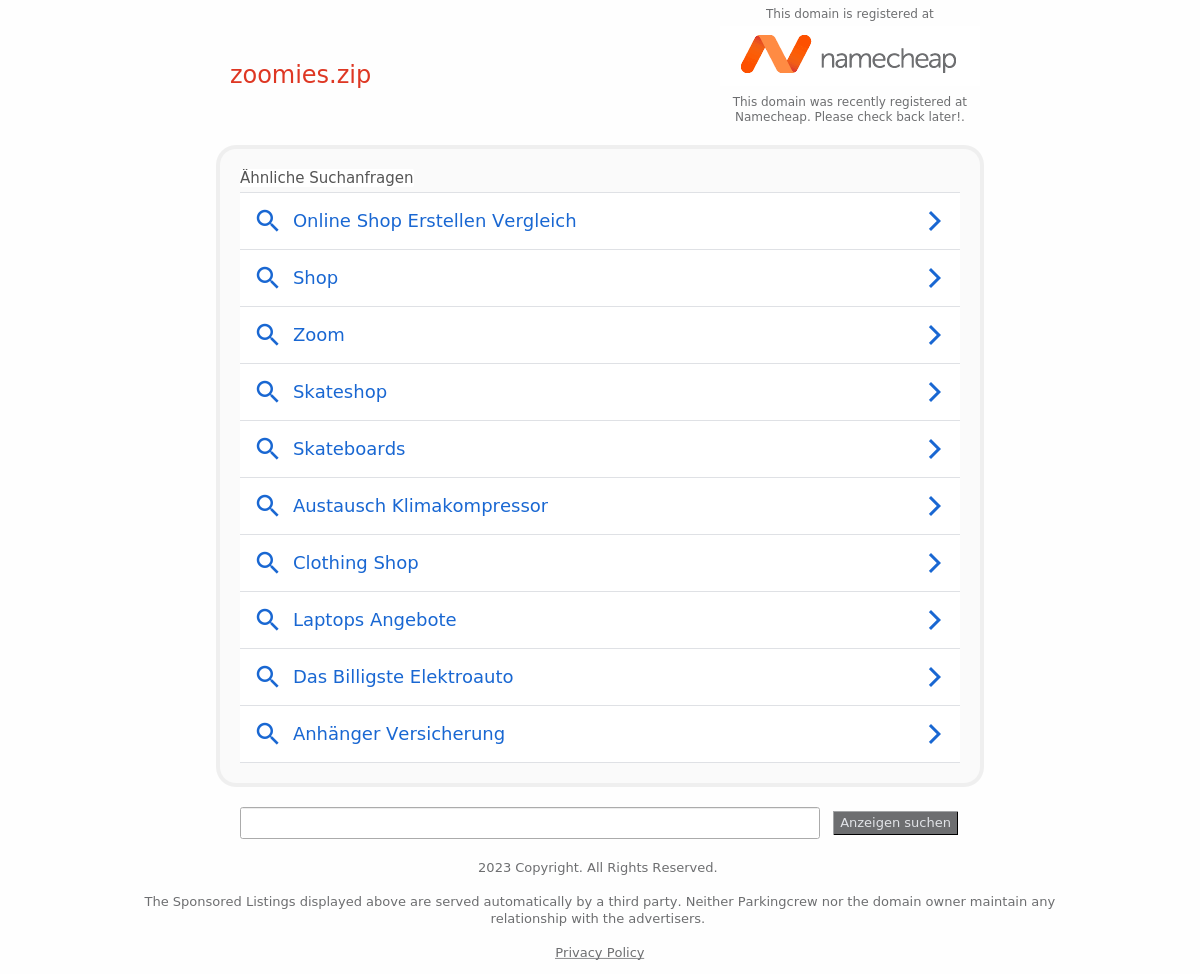 This domain is registered at
namecheap
zoomies.zip
This domain was recently registered at
Namecheap. Please check back later!.
Ähnliche Suchanfragen
Online Shop Erstellen Vergleich
Shop
Zoom
Skateshop
Skateboards
Austausch Klimakompressor
Clothing Shop
Laptops Angebote
Das Billigste Elektroauto
Anhänger Versicherung
Anzeigen suchen
2023 Copyright. All Rights Reserved.
The Sponsored Listings displayed above are served automatically by a third party. Neither Parkingcrew nor the domain owner maintain any
relationship with the advertisers.
Privacy Policy